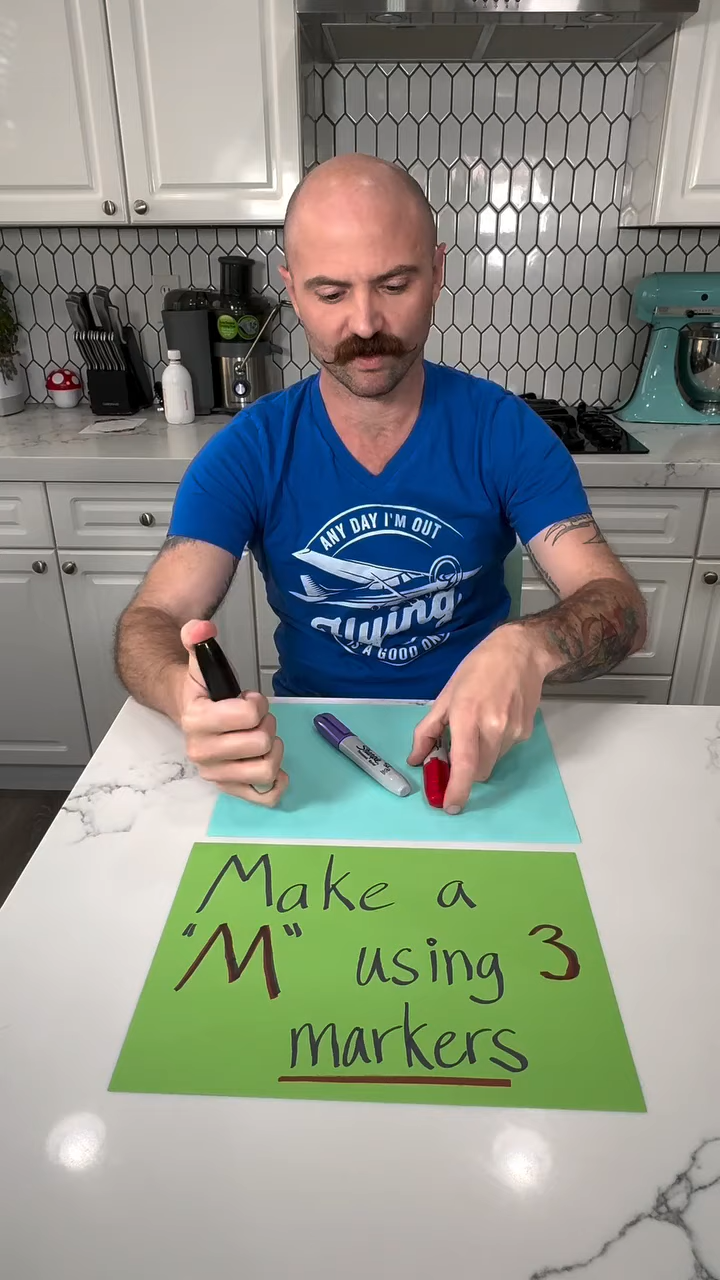 ANY DAY I'M OUT
Flying
IS A GOOD ONE
Sharpie
Make a
"M" using 3
markers